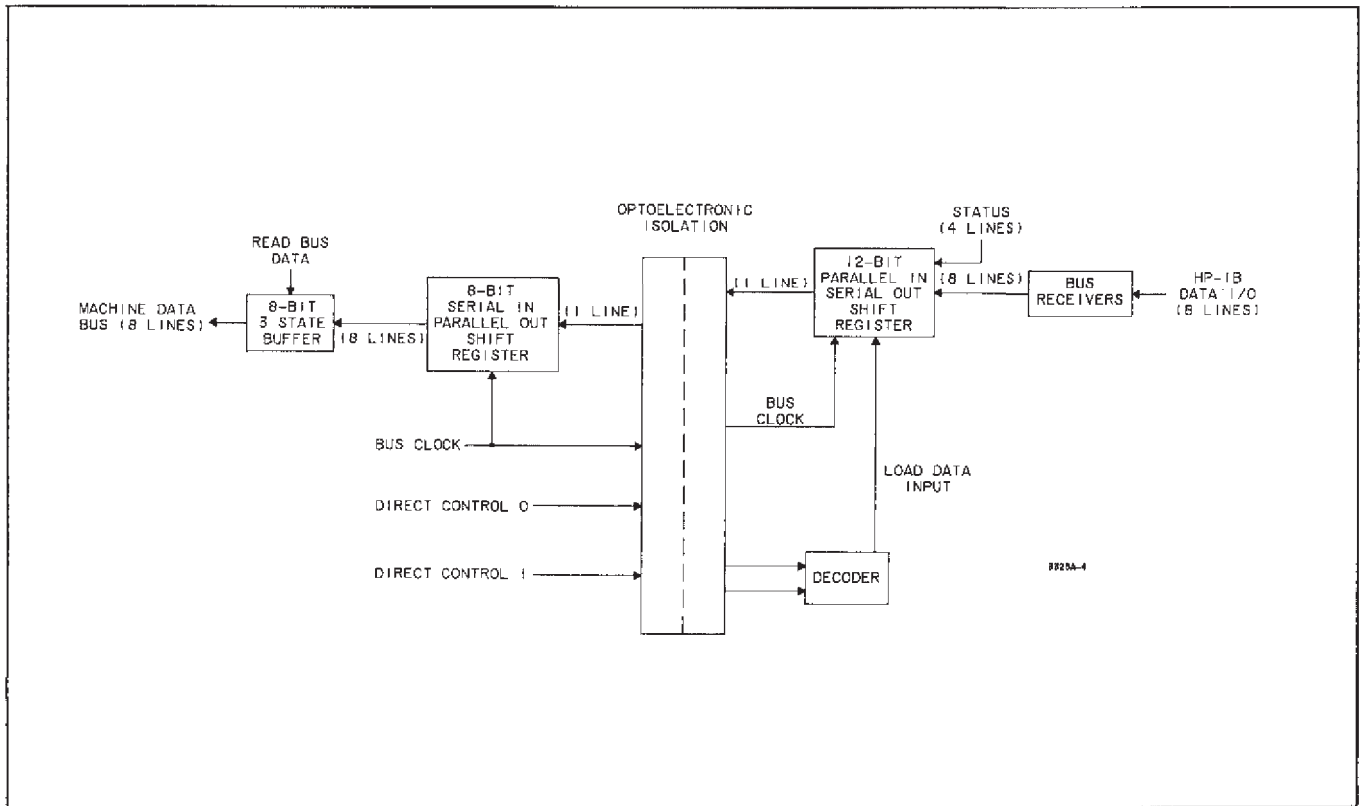 OPTOELECTRONIC
ISOLATION
STATUS
(4 LINES)
READ BUS
DATA
12-BIT
PARALLEL IN
SERIAL OUT
SHIFT
REGISTER
(1 LINE)
(8 LINES)
BUS
RECEIVERS
HP-IB
DATA I/O
(8 LINES)
MACHINE DATA
BUS (8 LINES)
8-BIT
3 STATE
BUFFER
(8 LINES)
8-BIT
SERIAL IN
PARALLEL OUT
SHIFT
REGISTER
(1 LINE)
BUS
CLOCK
BUS CLOCK
LOAD DATA
INPUT
DIRECT CONTROL 0
DIRECT CONTROL 1
DECODER